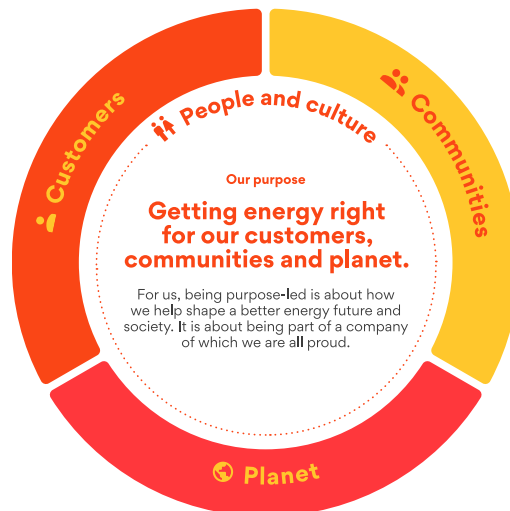 Customers
Communities
People and culture
Our purpose
Getting energy right
for our customers,
communities and planet.
For us, being purpose-led is about how
we help shape a better energy future and
society. It is about being part of a company
of which we are all proud.
Planet